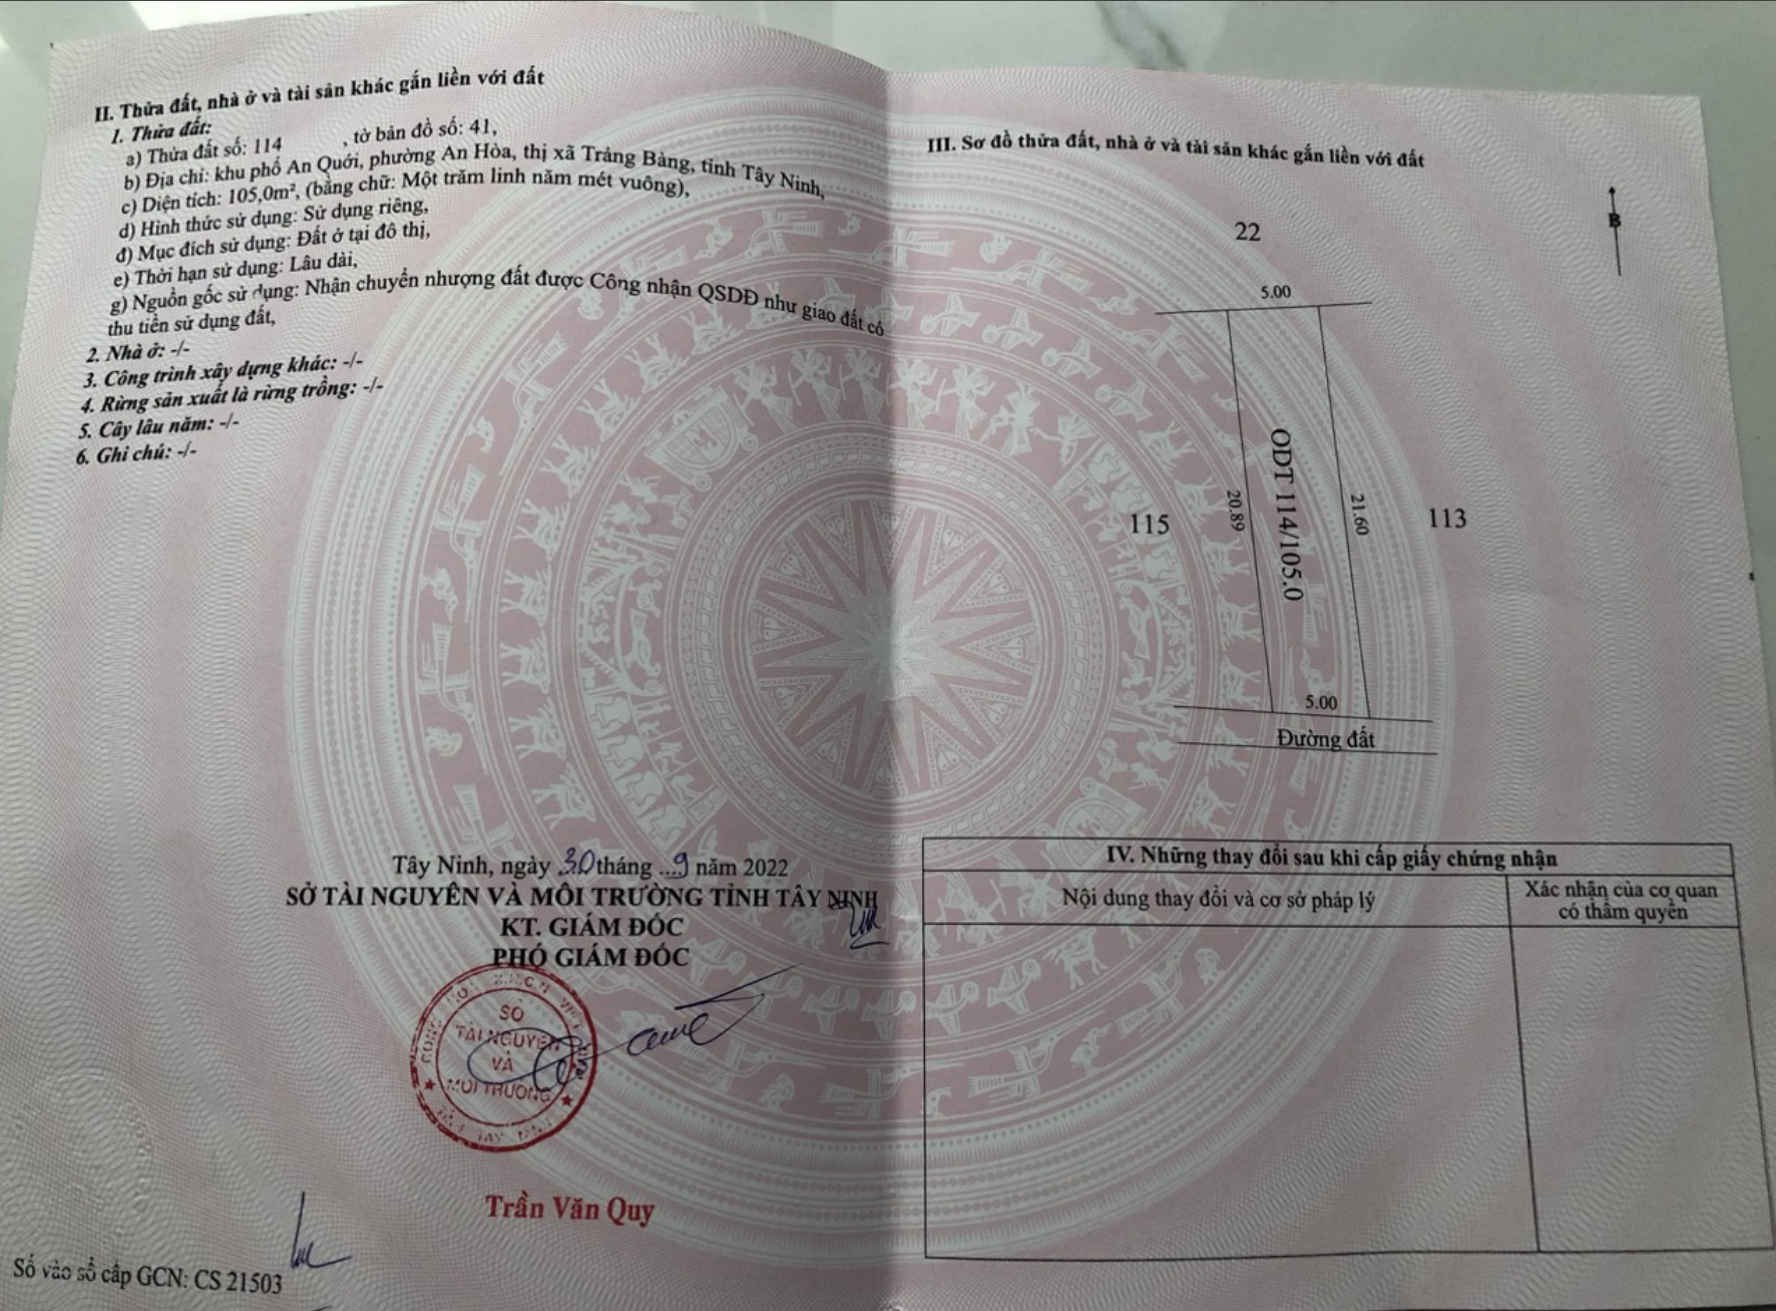 II. Thửa đất, nhà ở và tài sản khác gắn liền với đất
1. Thửa đất:
a) Thửa đất số: 114 , tờ bản đồ số: 41,
b) Địa chỉ: khu phố An Quới, phường An Hòa, thị xã Trảng Bàng, tỉnh Tây Ninh,
c) Diện tích: 105,0m², (bằng chữ: Một trăm linh năm mét vuông),
d) Hình thức sử dụng: Sử dụng riêng,
đ) Mục đích sử dụng: Đất ở tại đô thị,
e) Thời hạn sử dụng: Lâu dài,
g) Nguồn gốc sử dụng: Nhận chuyển nhượng đất được Công nhận QSDĐ như giao đất có
thu tiền sử dụng đất,
2. Nhà ở: -/-
3. Công trình xây dựng khác: -/-
4. Rừng sản xuất là rừng trồng: -/-
5. Cây lâu năm: -/-
6. Ghi chú: -/-
Tây Ninh, ngày 30 tháng ...9 năm 2022
SỞ TÀI NGUYÊN VÀ MÔI TRƯỜNG TỈNH TÂY NINH
KT. GIÁM ĐỐC
PHÓ GIÁM ĐỐC
SỞ
TÀI NGUYÊN
VÀ
MÔI TRƯỜNG
Trần Văn Quy
Số vào sổ cấp GCN: CS 21503
III. Sơ đồ thửa đất, nhà ở và tài sản khác gắn liền với đất
B
22
5.00
ODT 114/105.0
20.89
21.60
115
113
5.00
Đường đất
IV. Những thay đổi sau khi cấp giấy chứng nhận
Nội dung thay đổi và cơ sở pháp lý
Xác nhận của cơ quan
có thẩm quyền